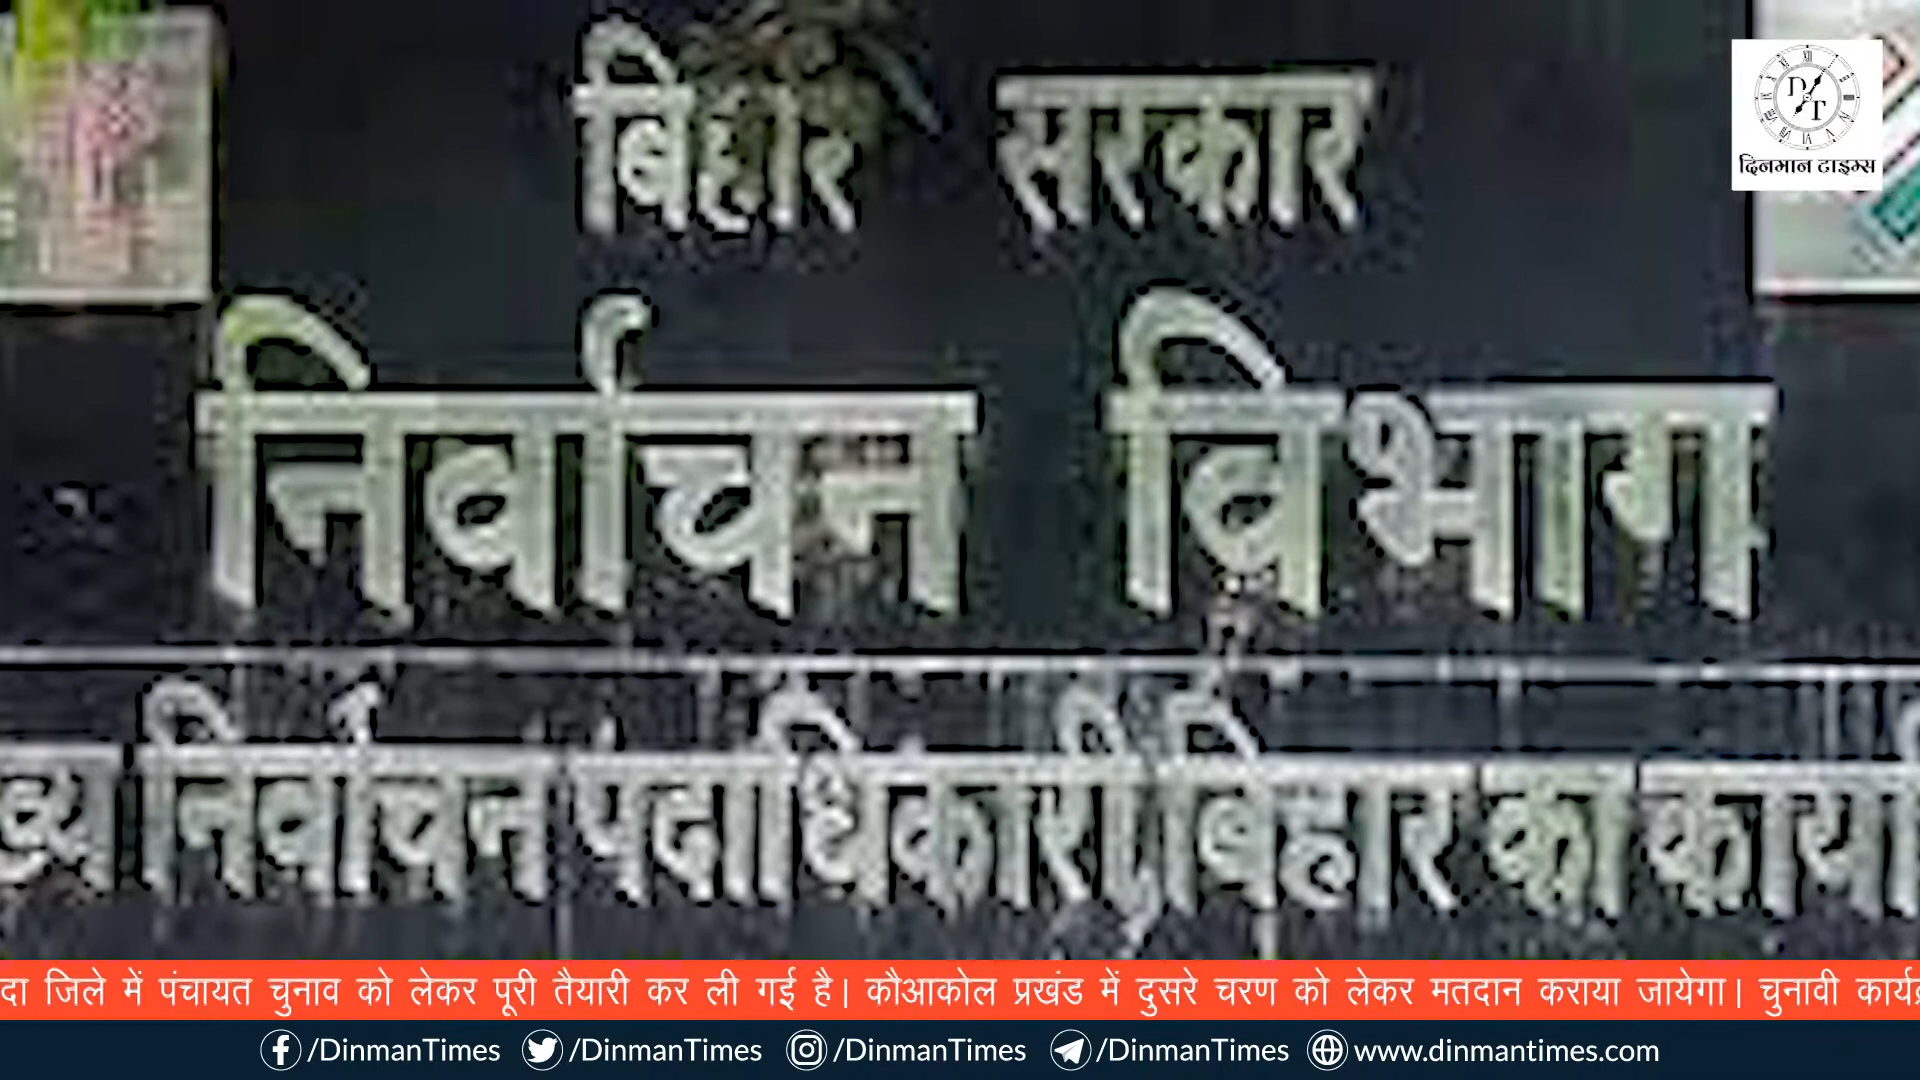 बिहार सरकार
D T
दिनमान टाइम्स
निर्वाचन विभाग
निर्वाचन पदाधिकारी, बिहार का
जिले में पंचायत चुनाव को लेकर पूरी तैयारी कर ली गई है। कौआकोल प्रखंड में दुसरे चरण को लेकर मतदान कराया जायेगा। चुनावी
/DinmanTimes /DinmanTimes /DinmanTimes /DinmanTimes www.dinmantimes.com